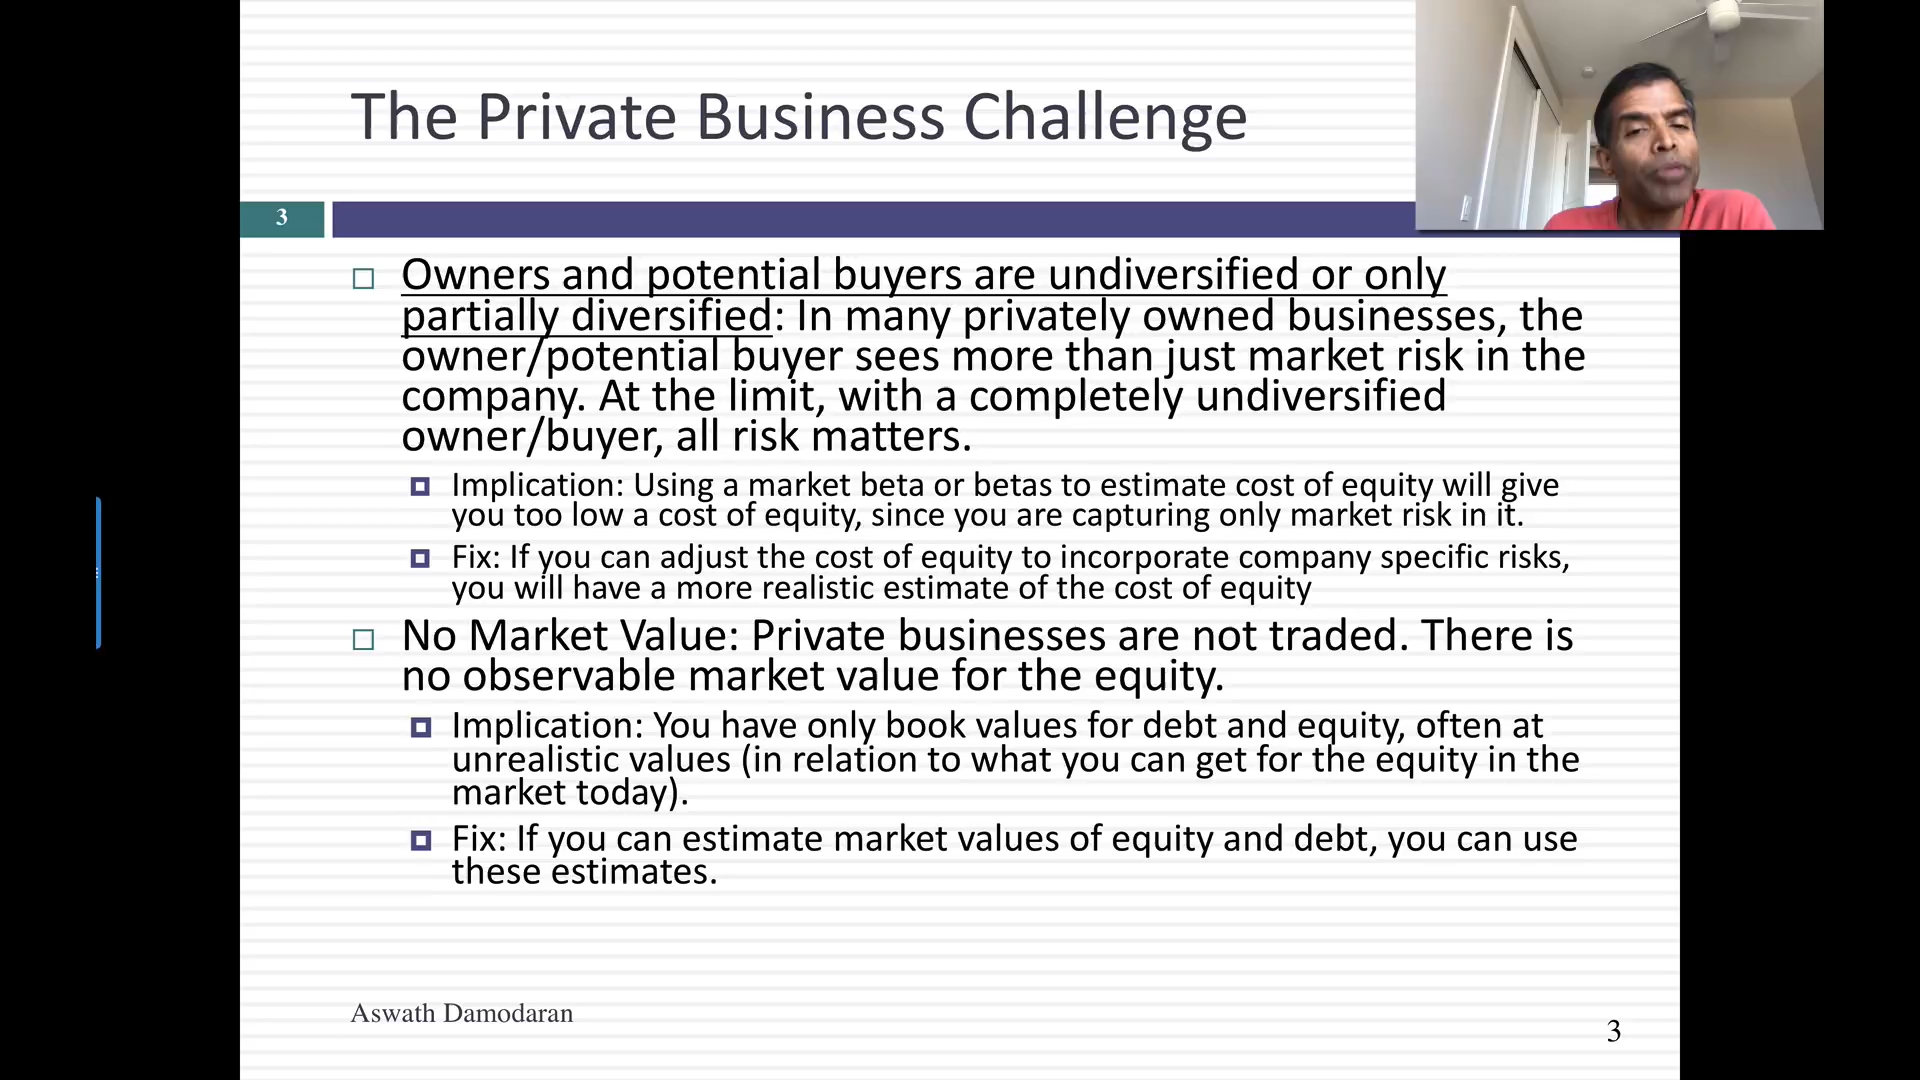 The Private Business Challenge
3
Owners and potential buyers are undiversified or only
partially diversified: In many privately owned businesses, the
owner/potential buyer sees more than just market risk in the
company. At the limit, with a completely undiversified
owner/buyer, all risk matters.
Implication: Using a market beta or betas to estimate cost of equity will give
you too low a cost of equity, since you are capturing only market risk in it.
Fix: If you can adjust the cost of equity to incorporate company specific risks,
you will have a more realistic estimate of the cost of equity
No Market Value: Private businesses are not traded. There is
no observable market value for the equity.
Implication: You have only book values for debt and equity, often at
unrealistic values (in relation to what you can get for the equity in the
market today).
Fix: If you can estimate market values of equity and debt, you can use
these estimates.
Aswath Damodaran
3